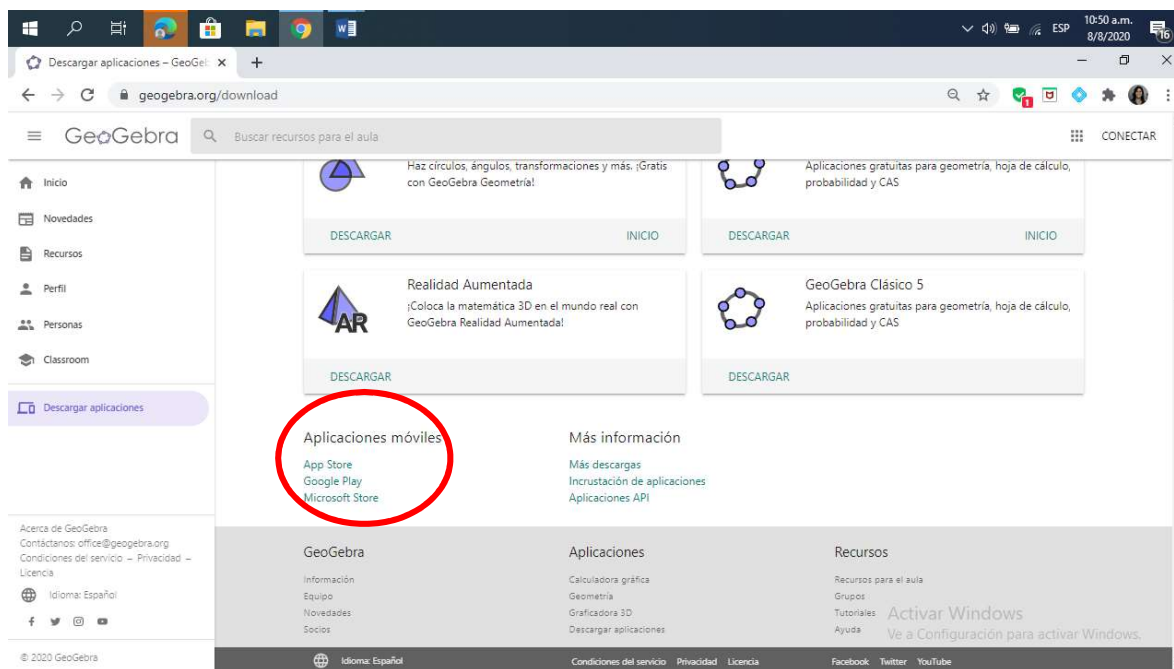 ESP
10:50 a.m.
8/8/2020
16
Descargar aplicaciones – GeoGel
geogebra.org/download
1
GeoGebra
Buscar recursos para el aula
CONECTAR
Inicio
Novedades
Recursos
Perfil
Personas
Classroom
Descargar aplicaciones
Acerca de GeoGebra
Contáctanos: office@geogebra.org
Condiciones del servicio – Privacidad –
Licencia
Idioma: Español
© 2020 GeoGebra
Haz círculos, ángulos, transformaciones y más. ¡Gratis
con GeoGebra Geometría!
DESCARGAR INICIO
Aplicaciones gratuitas para geometría, hoja de cálculo,
probabilidad y CAS
DESCARGAR INICIO
AR
Realidad Aumentada
¡Coloca la matemática 3D en el mundo real con
GeoGebra Realidad Aumentada!
DESCARGAR
GeoGebra Clásico 5
Aplicaciones gratuitas para geometría, hoja de cálculo,
probabilidad y CAS
DESCARGAR
Aplicaciones móviles
App Store
Google Play
Microsoft Store
Más información
Más descargas
Incrustación de aplicaciones
Aplicaciones API
GeoGebra
Información
Equipo
Novedades
Socios
Aplicaciones
Calculadora gráfica
Geometría
Graficadora 3D
Descargar aplicaciones
Recursos
Recursos para el aula
Grupos
Tutoriales
Ayuda
Activar Windows
Ve a Configuración para activar Windows.
Idioma: Español
Condiciones del servicio Privacidad Licencia
Facebook Twitter YouTube